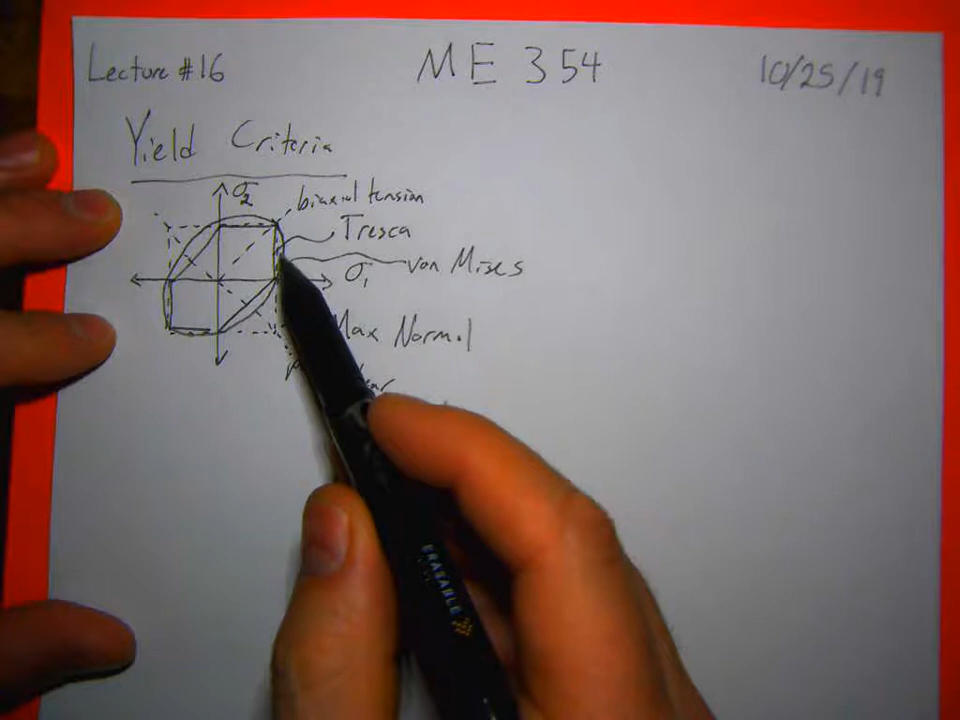 Lecture #16 ME 354 10/25/19
Yield Criteria
σ2 biaxial tension
Tresca
σ1 von Mises
Max Normal
ERASABLE